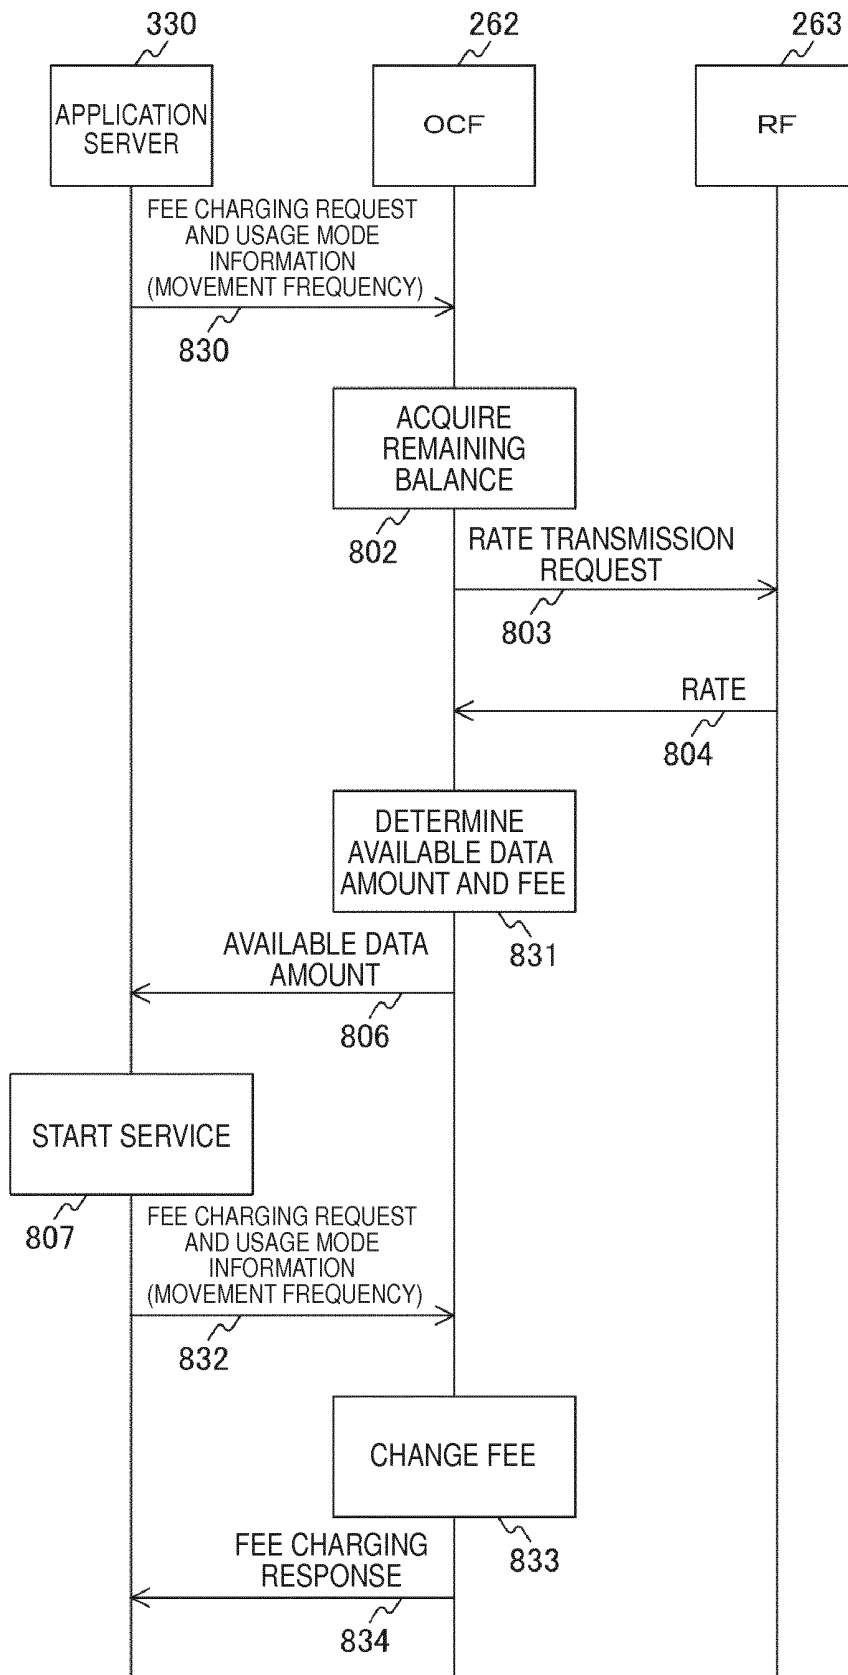 330
262
263
APPLICATION
SERVER
OCF
RF
FEE CHARGING REQUEST
AND USAGE MODE
INFORMATION
(MOVEMENT FREQUENCY)
830
ACQUIRE
REMAINING
BALANCE
802
RATE TRANSMISSION
REQUEST
803
RATE
804
DETERMINE
AVAILABLE DATA
AMOUNT AND FEE
831
AVAILABLE DATA
AMOUNT
806
START SERVICE
807
FEE CHARGING REQUEST
AND USAGE MODE
INFORMATION
(MOVEMENT FREQUENCY)
832
CHANGE FEE
833
FEE CHARGING
RESPONSE
834